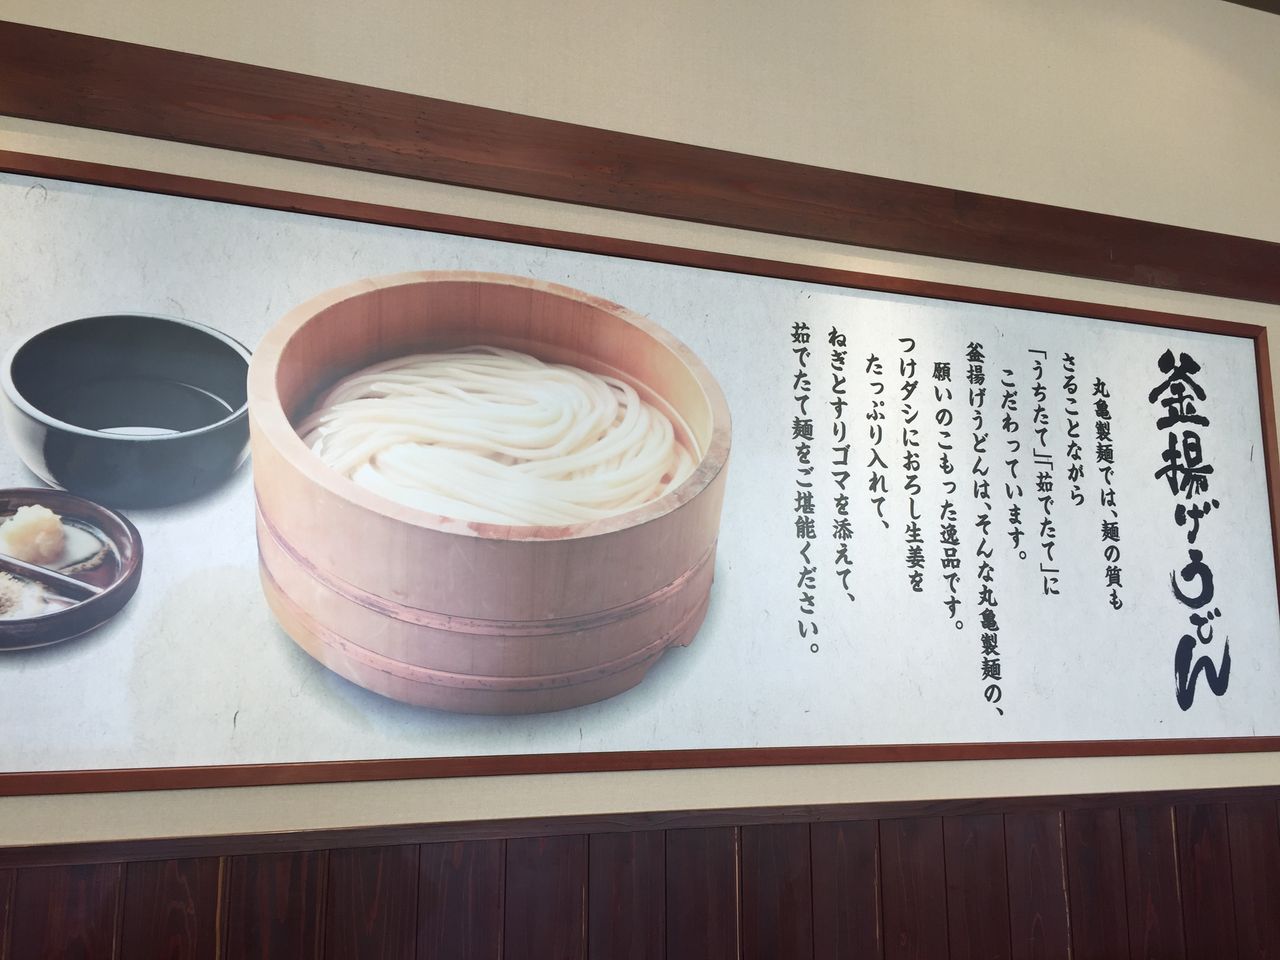 釜揚げうどん
丸亀製麺では、麺の質も
さることながら
「うちたて」「茹でたて」に
こだわっています。
釜揚げうどんは、そんな丸亀製麺の、
願いのこもった逸品です。
つけダシにおろし生姜を
たっぷり入れて、
ねぎとすりゴマを添えて、
茹でたて麺をご堪能ください。